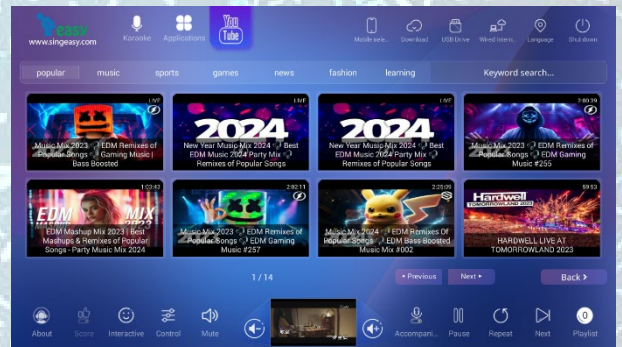 easy
www.singeasy.com
Karaoke
Applications
You
Tube
Mobile sele...
Download
USB Drive
Wired Intern...
Language
Shut down
popular
music
sports
games
news
fashion
learning
Keyword search...
LIVE
Music Mix 2023 EDM Remixes of
Popular Songs Gaming Music |
Bass Boosted
LIVE
2024
New Year Music Mix 2024 Best
EDM Music 2024 Party Mix
Remixes of Popular Songs
LIVE
2024
New Year Music Mix 2024 Best
EDM Music 2024 Party Mix
Remixes of Popular Songs
2:00:39
Music Mix 2023 EDM Remixes of
Popular Songs EDM Gaming
Music #255
1:03:43
EDM MIX
EDM Mashup Mix 2023 | Best
Mashups & Remixes of Popular
Songs - Party Music Mix 2024
2:02:11
Music Mix 2023 EDM Remixes of
Popular Songs EDM Gaming
Music #257
2:25:09
Music Mix 2024 EDM Remixes Of
Popular Songs EDM Bass Boosted
Music Mix #002
59:53
Hardwell
TOMORROWLAND 2023
HARDWELL LIVE AT
TOMORROWLAND 2023
1 / 14
Previous
Next
Back
About
Score
Interactive
Control
Mute
Accompani...
Pause
Repeat
Next
0
Playlist